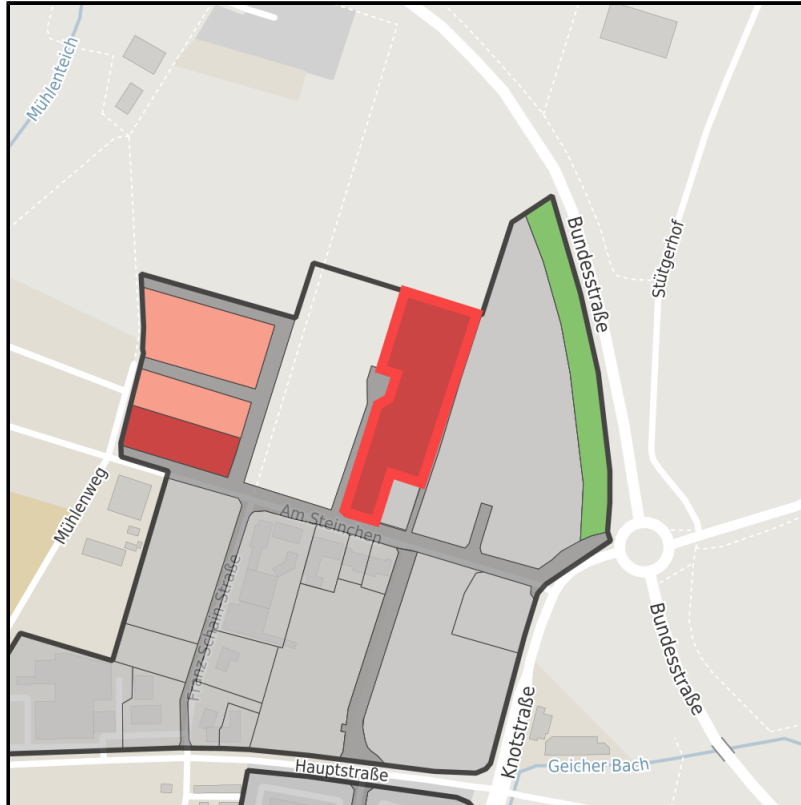 Mühlenteich
Bundesstraße
Stütgerhof
Mühlenweg
Am Steinchen
Franz-Schain-Straße
Bundesstraße
Knotstraße
Geicher Bach
Hauptstraße